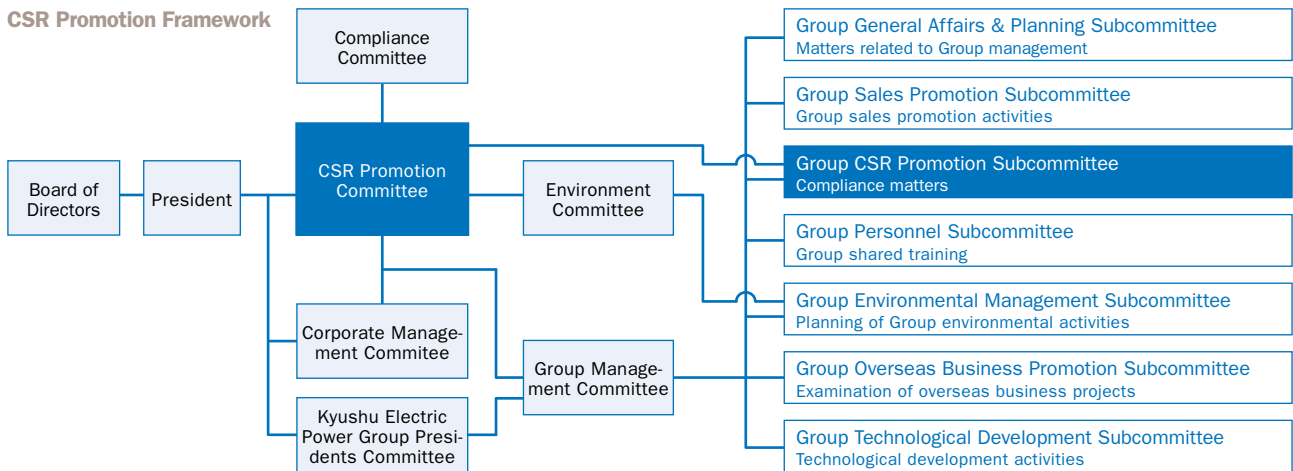 CSR Promotion Framework
Compliance
Committee
Board of
Directors
President
CSR Promotion
Committee
Environment
Committee
Corporate Manage-
ment Commitee
Kyushu Electric
Power Group Presi-
dents Committee
Group Manage-
ment Committee
Group General Affairs & Planning Subcommittee
Matters related to Group management
Group Sales Promotion Subcommittee
Group sales promotion activities
Group CSR Promotion Subcommittee
Compliance matters
Group Personnel Subcommittee
Group shared training
Group Environmental Management Subcommittee
Planning of Group environmental activities
Group Overseas Business Promotion Subcommittee
Examination of overseas business projects
Group Technological Development Subcommittee
Technological development activities